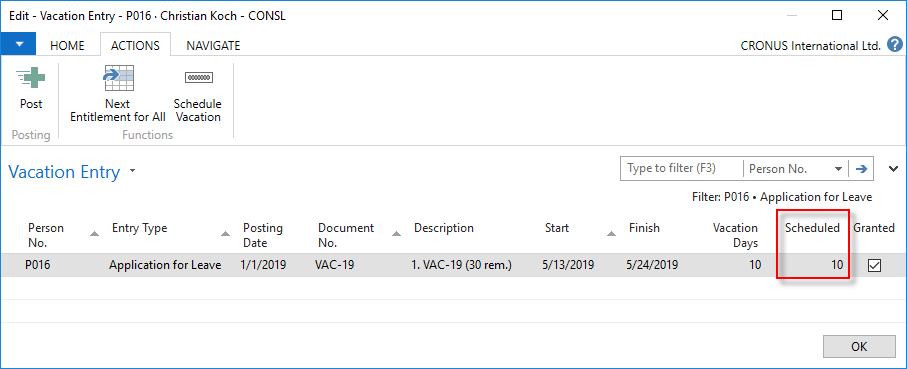 Edit - Vacation Entry - P016 · Christian Koch - CONSL
HOME ACTIONS NAVIGATE CRONUS International Ltd. ?
Post Next Entitlement for All Schedule Vacation
Posting Functions
Vacation Entry Type to filter (F3) Person No.
Filter: P016 • Application for Leave
Person No. Entry Type Posting Date Document No. Description Start Finish Vacation Days Scheduled Granted
P016 Application for Leave 1/1/2019 VAC-19 1. VAC-19 (30 rem.) 5/13/2019 5/24/2019 10 10
OK